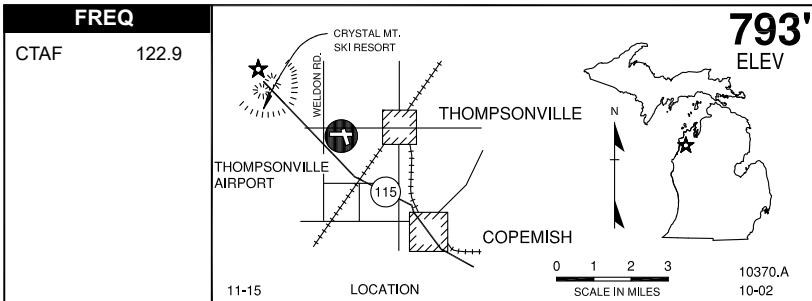 FREQ
CTAF 122.9
CRYSTAL MT.
SKI RESORT
WELDON RD.
THOMPSONVILLE
THOMPSONVILLE
AIRPORT
115
COPEMISH
11-15
LOCATION
793'
ELEV
N
0 1 2 3
SCALE IN MILES
10370.A
10-02